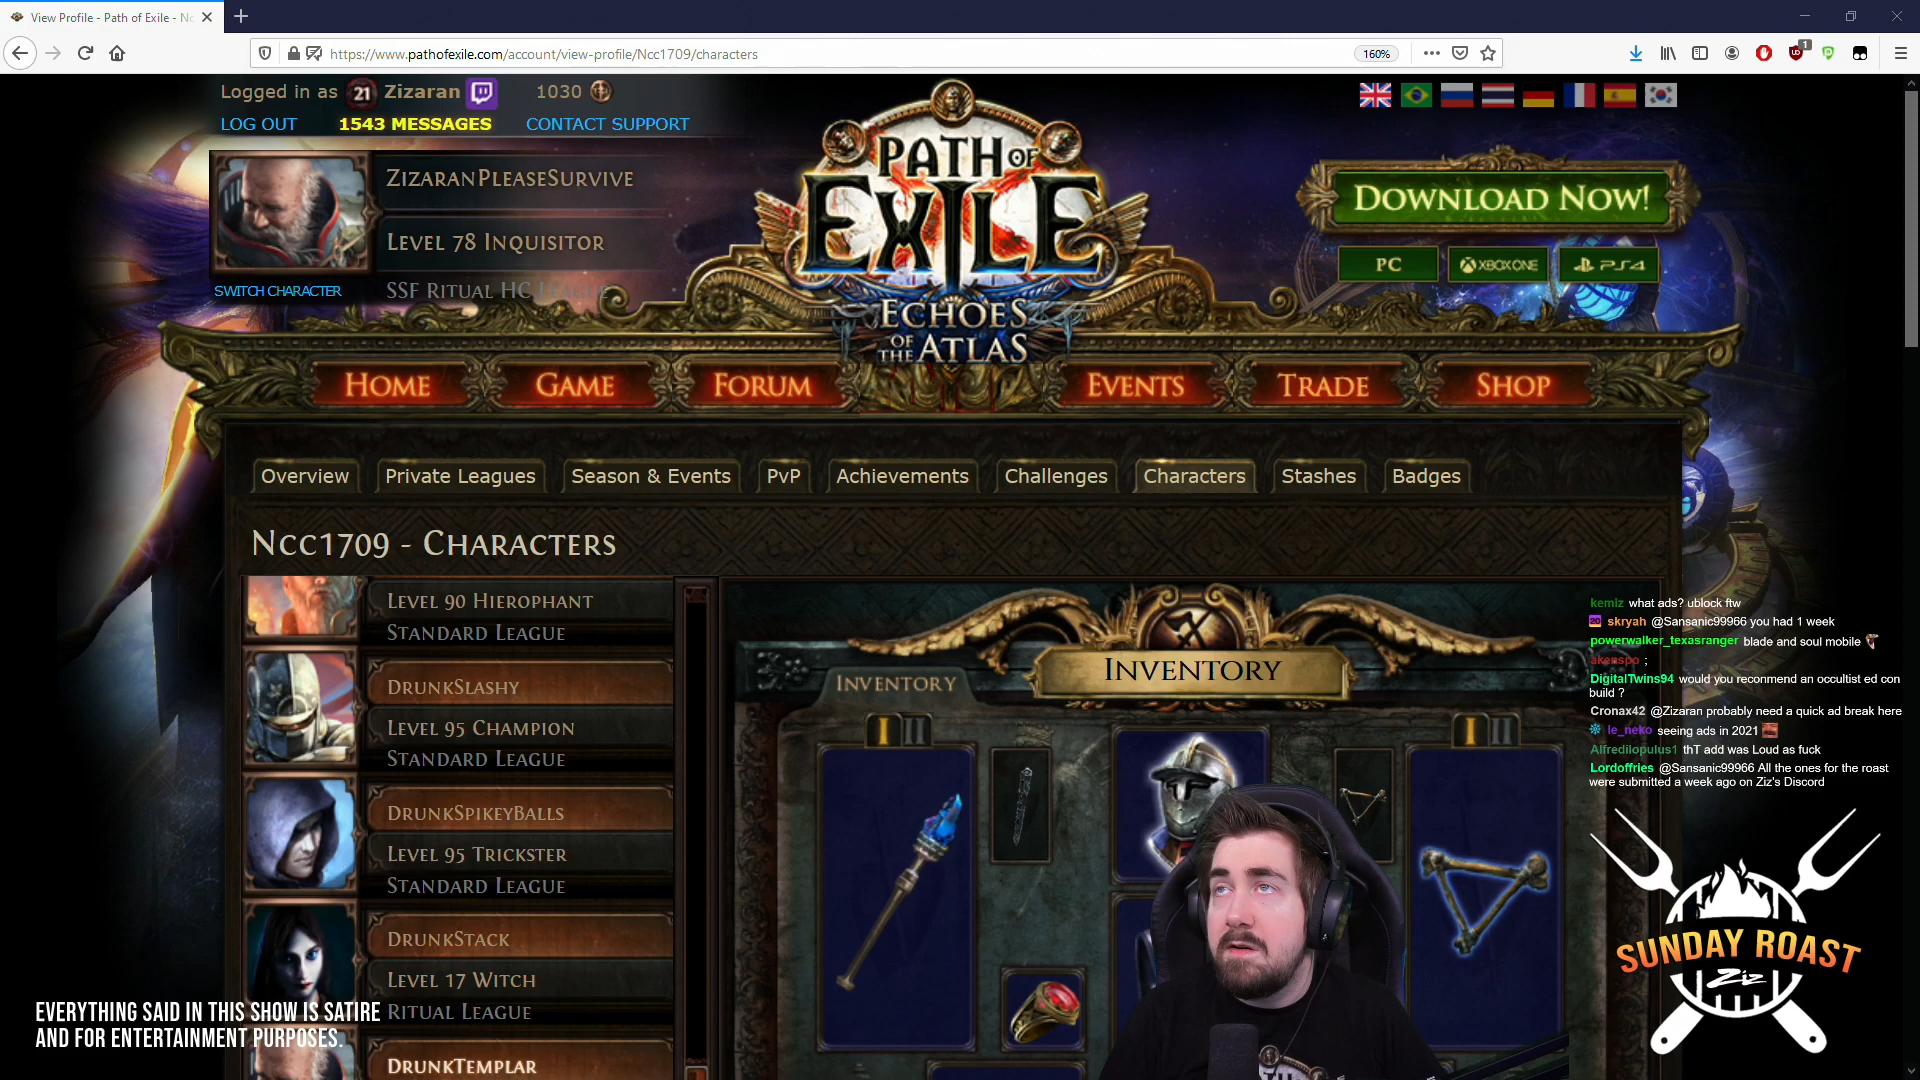 View Profile - Path of Exile - Nc
https://www.pathofexile.com/account/view-profile/Ncc1709/characters
160%
1
Logged in as 21 Zizaran 1030
LOG OUT 1543 MESSAGES CONTACT SUPPORT
ZizaranPleaseSurvive
Level 78 Inquisitor
SWITCH CHARACTER
SSF Ritual HC League
PATH OF EXILE
ECHOES OF THE ATLAS
Download Now!
PC XBOX ONE PS4
Home Game Forum Events Trade Shop
Overview Private Leagues Season & Events PvP Achievements Challenges Characters Stashes Badges
Ncc1709 - Characters
Level 90 Hierophant
Standard League
DrunkSlashy
Level 95 Champion
Standard League
DrunkSpikeyBalls
Level 95 Trickster
Standard League
DrunkStack
Level 17 Witch
Ritual League
DrunkTemplar
Inventory
Inventory
I II
I II
kemiz what ads? ublock ftw
skryah @Sansanic99966 you had 1 week
powerwalker_texasranger blade and soul mobile
akenspo ;
DigitalTwins94 would you reconmend an occultist ed con
build ?
Cronax42 @Zizaran probably need a quick ad break here
le_neko seeing ads in 2021
Alfredilopulus1 thT add was Loud as fuck
Lordoffries @Sansanic99966 All the ones for the roast
were submitted a week ago on Ziz's Discord
SUNDAY ROAST
Ziz
EVERYTHING SAID IN THIS SHOW IS SATIRE
AND FOR ENTERTAINMENT PURPOSES.